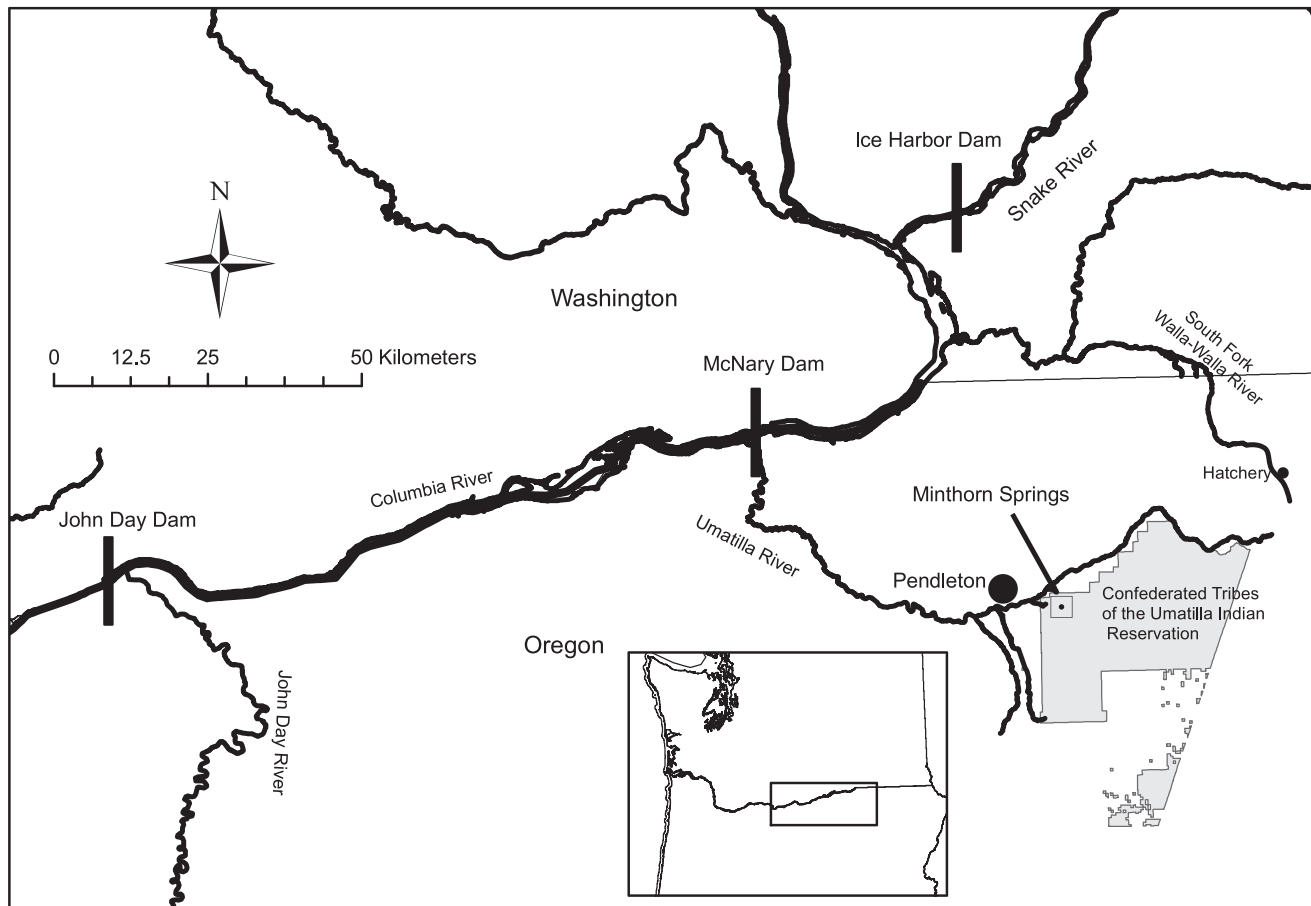 Ice Harbor Dam
Snake River
N
Washington
South Fork
Walla-Walla River
0 12.5 25 50 Kilometers
McNary Dam
Columbia River
Hatchery
Minthorn Springs
John Day Dam
Umatilla River
Pendleton
Confederated Tribes
of the Umatilla Indian
Reservation
Oregon
John Day River